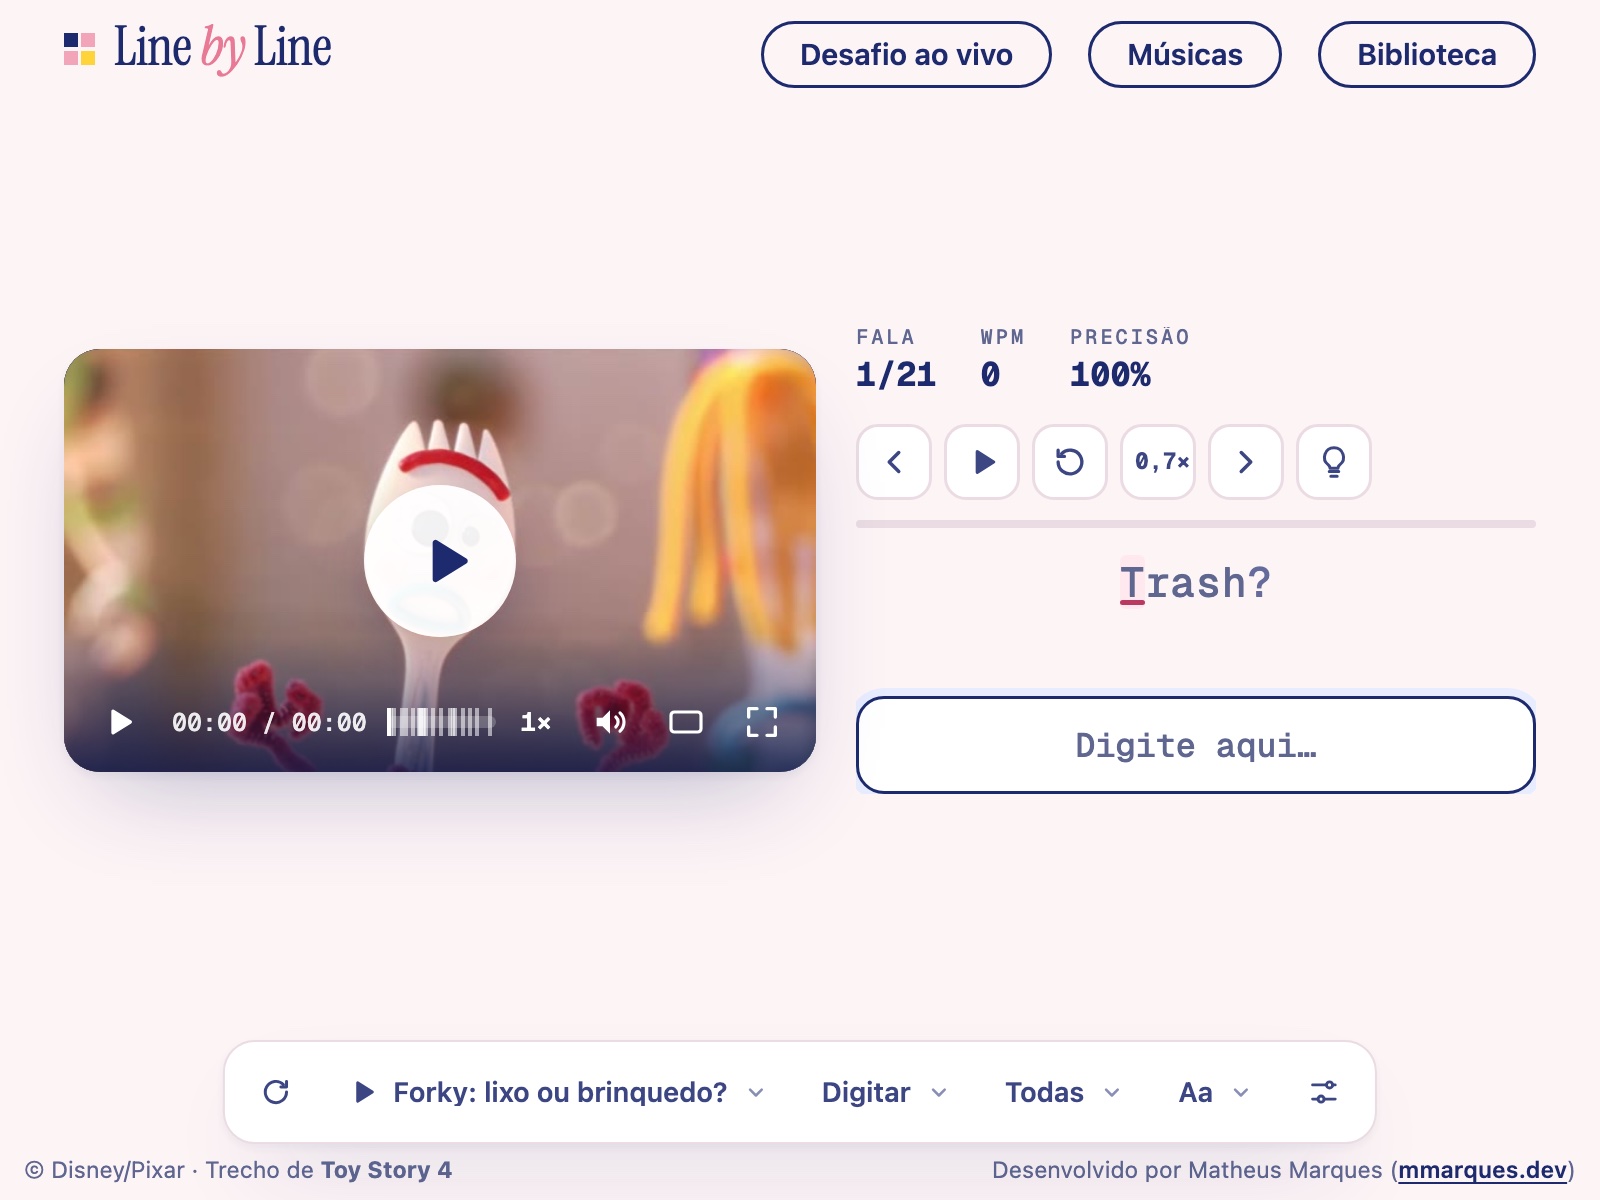 Line by Line
Desafio ao vivo
Músicas
Biblioteca
FALA WPM PRECISÃO
1/21 0 100%
0,7×
Trash?
00:00 / 00:00 1×
Digite aqui…
Forky: lixo ou brinquedo? Digitar Todas Aa
© Disney/Pixar · Trecho de Toy Story 4
Desenvolvido por Matheus Marques (mmarques.dev)